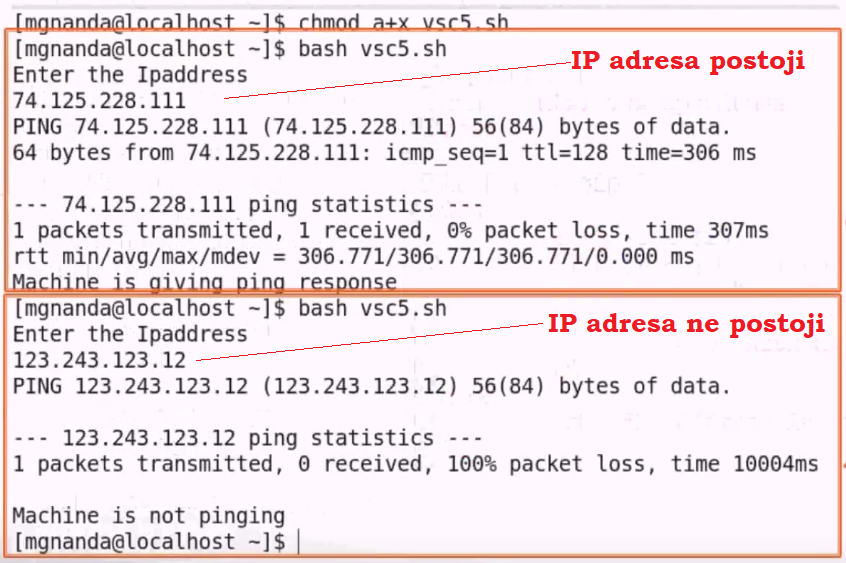 [mgnanda@localhost ~]$ chmod a+x vsc5.sh
[mgnanda@localhost ~]$ bash vsc5.sh
IP adresa postoji
Enter the Ipaddress
74.125.228.111
PING 74.125.228.111 (74.125.228.111) 56(84) bytes of data.
64 bytes from 74.125.228.111: icmp_seq=1 ttl=128 time=306 ms
--- 74.125.228.111 ping statistics ---
1 packets transmitted, 1 received, 0% packet loss, time 307ms
rtt min/avg/max/mdev = 306.771/306.771/306.771/0.000 ms
Machine is giving ping response
[mgnanda@localhost ~]$ bash vsc5.sh
IP adresa ne postoji
Enter the Ipaddress
123.243.123.12
PING 123.243.123.12 (123.243.123.12) 56(84) bytes of data.
--- 123.243.123.12 ping statistics ---
1 packets transmitted, 0 received, 100% packet loss, time 10004ms
Machine is not pinging
[mgnanda@localhost ~]$